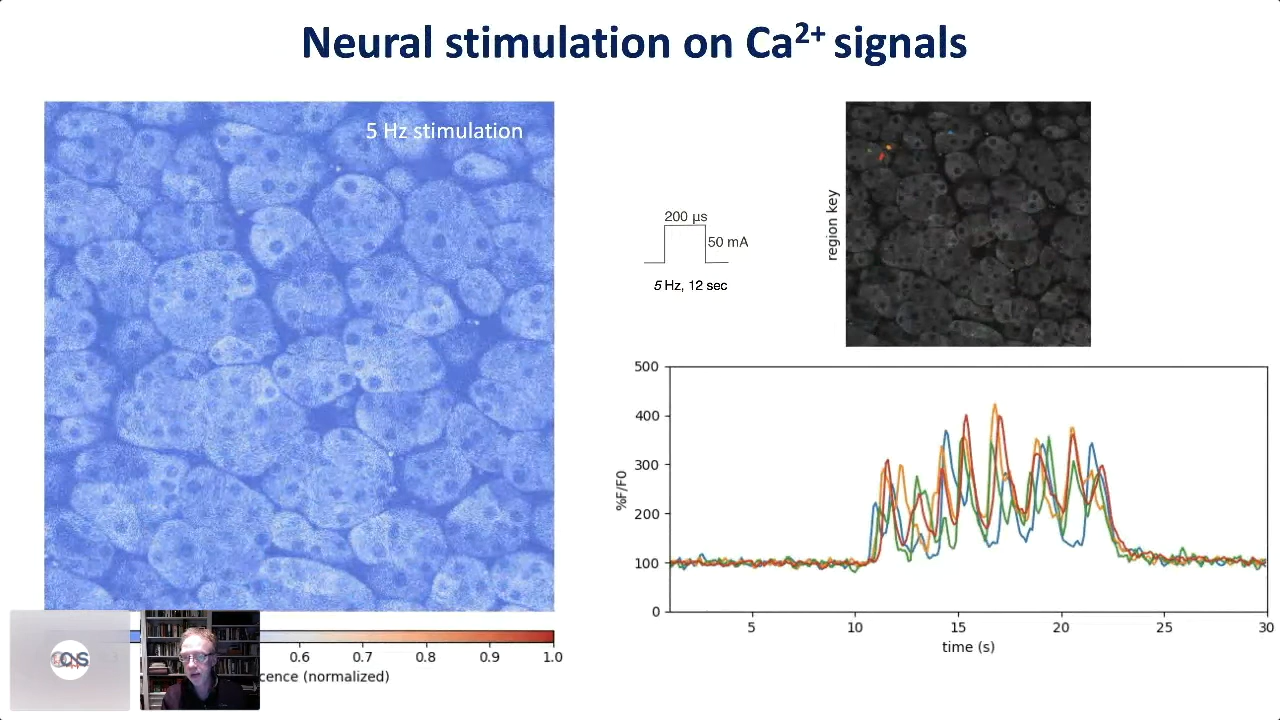 Neural stimulation on Ca²⁺ signals
5 Hz stimulation
200 µs
50 mA
5 Hz, 12 sec
region key
500
400
300
200
100
0
%F/F0
5
10
15
20
25
30
time (s)
0.6
0.7
0.8
0.9
1.0
cence (normalized)